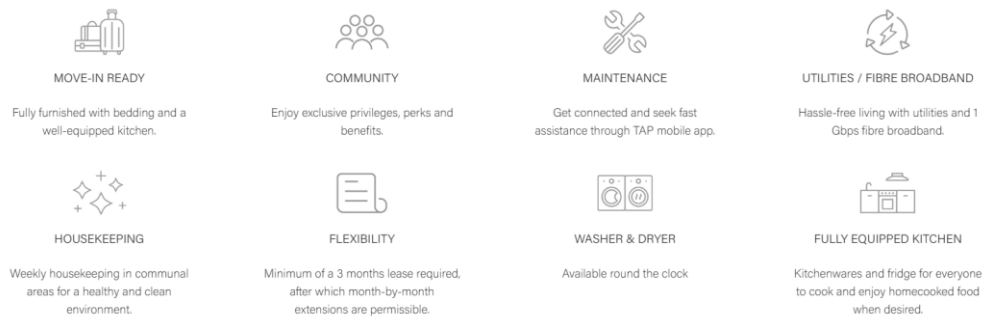 MOVE-IN READY
Fully furnished with bedding and a
well-equipped kitchen.
COMMUNITY
Enjoy exclusive privileges, perks and
benefits.
MAINTENANCE
Get connected and seek fast
assistance through TAP mobile app.
UTILITIES / FIBRE BROADBAND
Hassle-free living with utilities and 1
Gbps fibre broadband.
HOUSEKEEPING
Weekly housekeeping in communal
areas for a healthy and clean
environment.
FLEXIBILITY
Minimum of a 3 months lease required,
after which month-by-month
extensions are permissible.
WASHER & DRYER
Available round the clock
FULLY EQUIPPED KITCHEN
Kitchenwares and fridge for everyone
to cook and enjoy homecooked food
when desired.